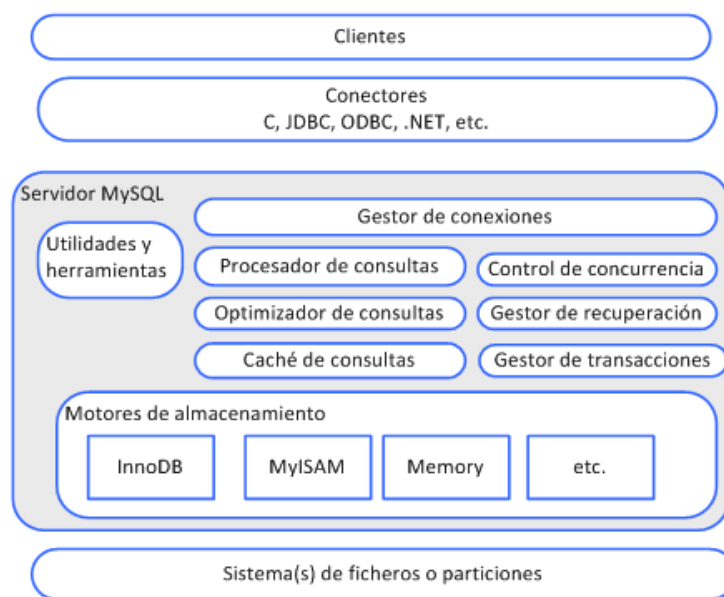 Clientes
Conectores
C, JDBC, ODBC, .NET, etc.
Servidor MySQL
Gestor de conexiones
Utilidades y
herramientas
Procesador de consultas
Control de concurrencia
Optimizador de consultas
Gestor de recuperación
Caché de consultas
Gestor de transacciones
Motores de almacenamiento
InnoDB
MyISAM
Memory
etc.
Sistema(s) de ficheros o particiones